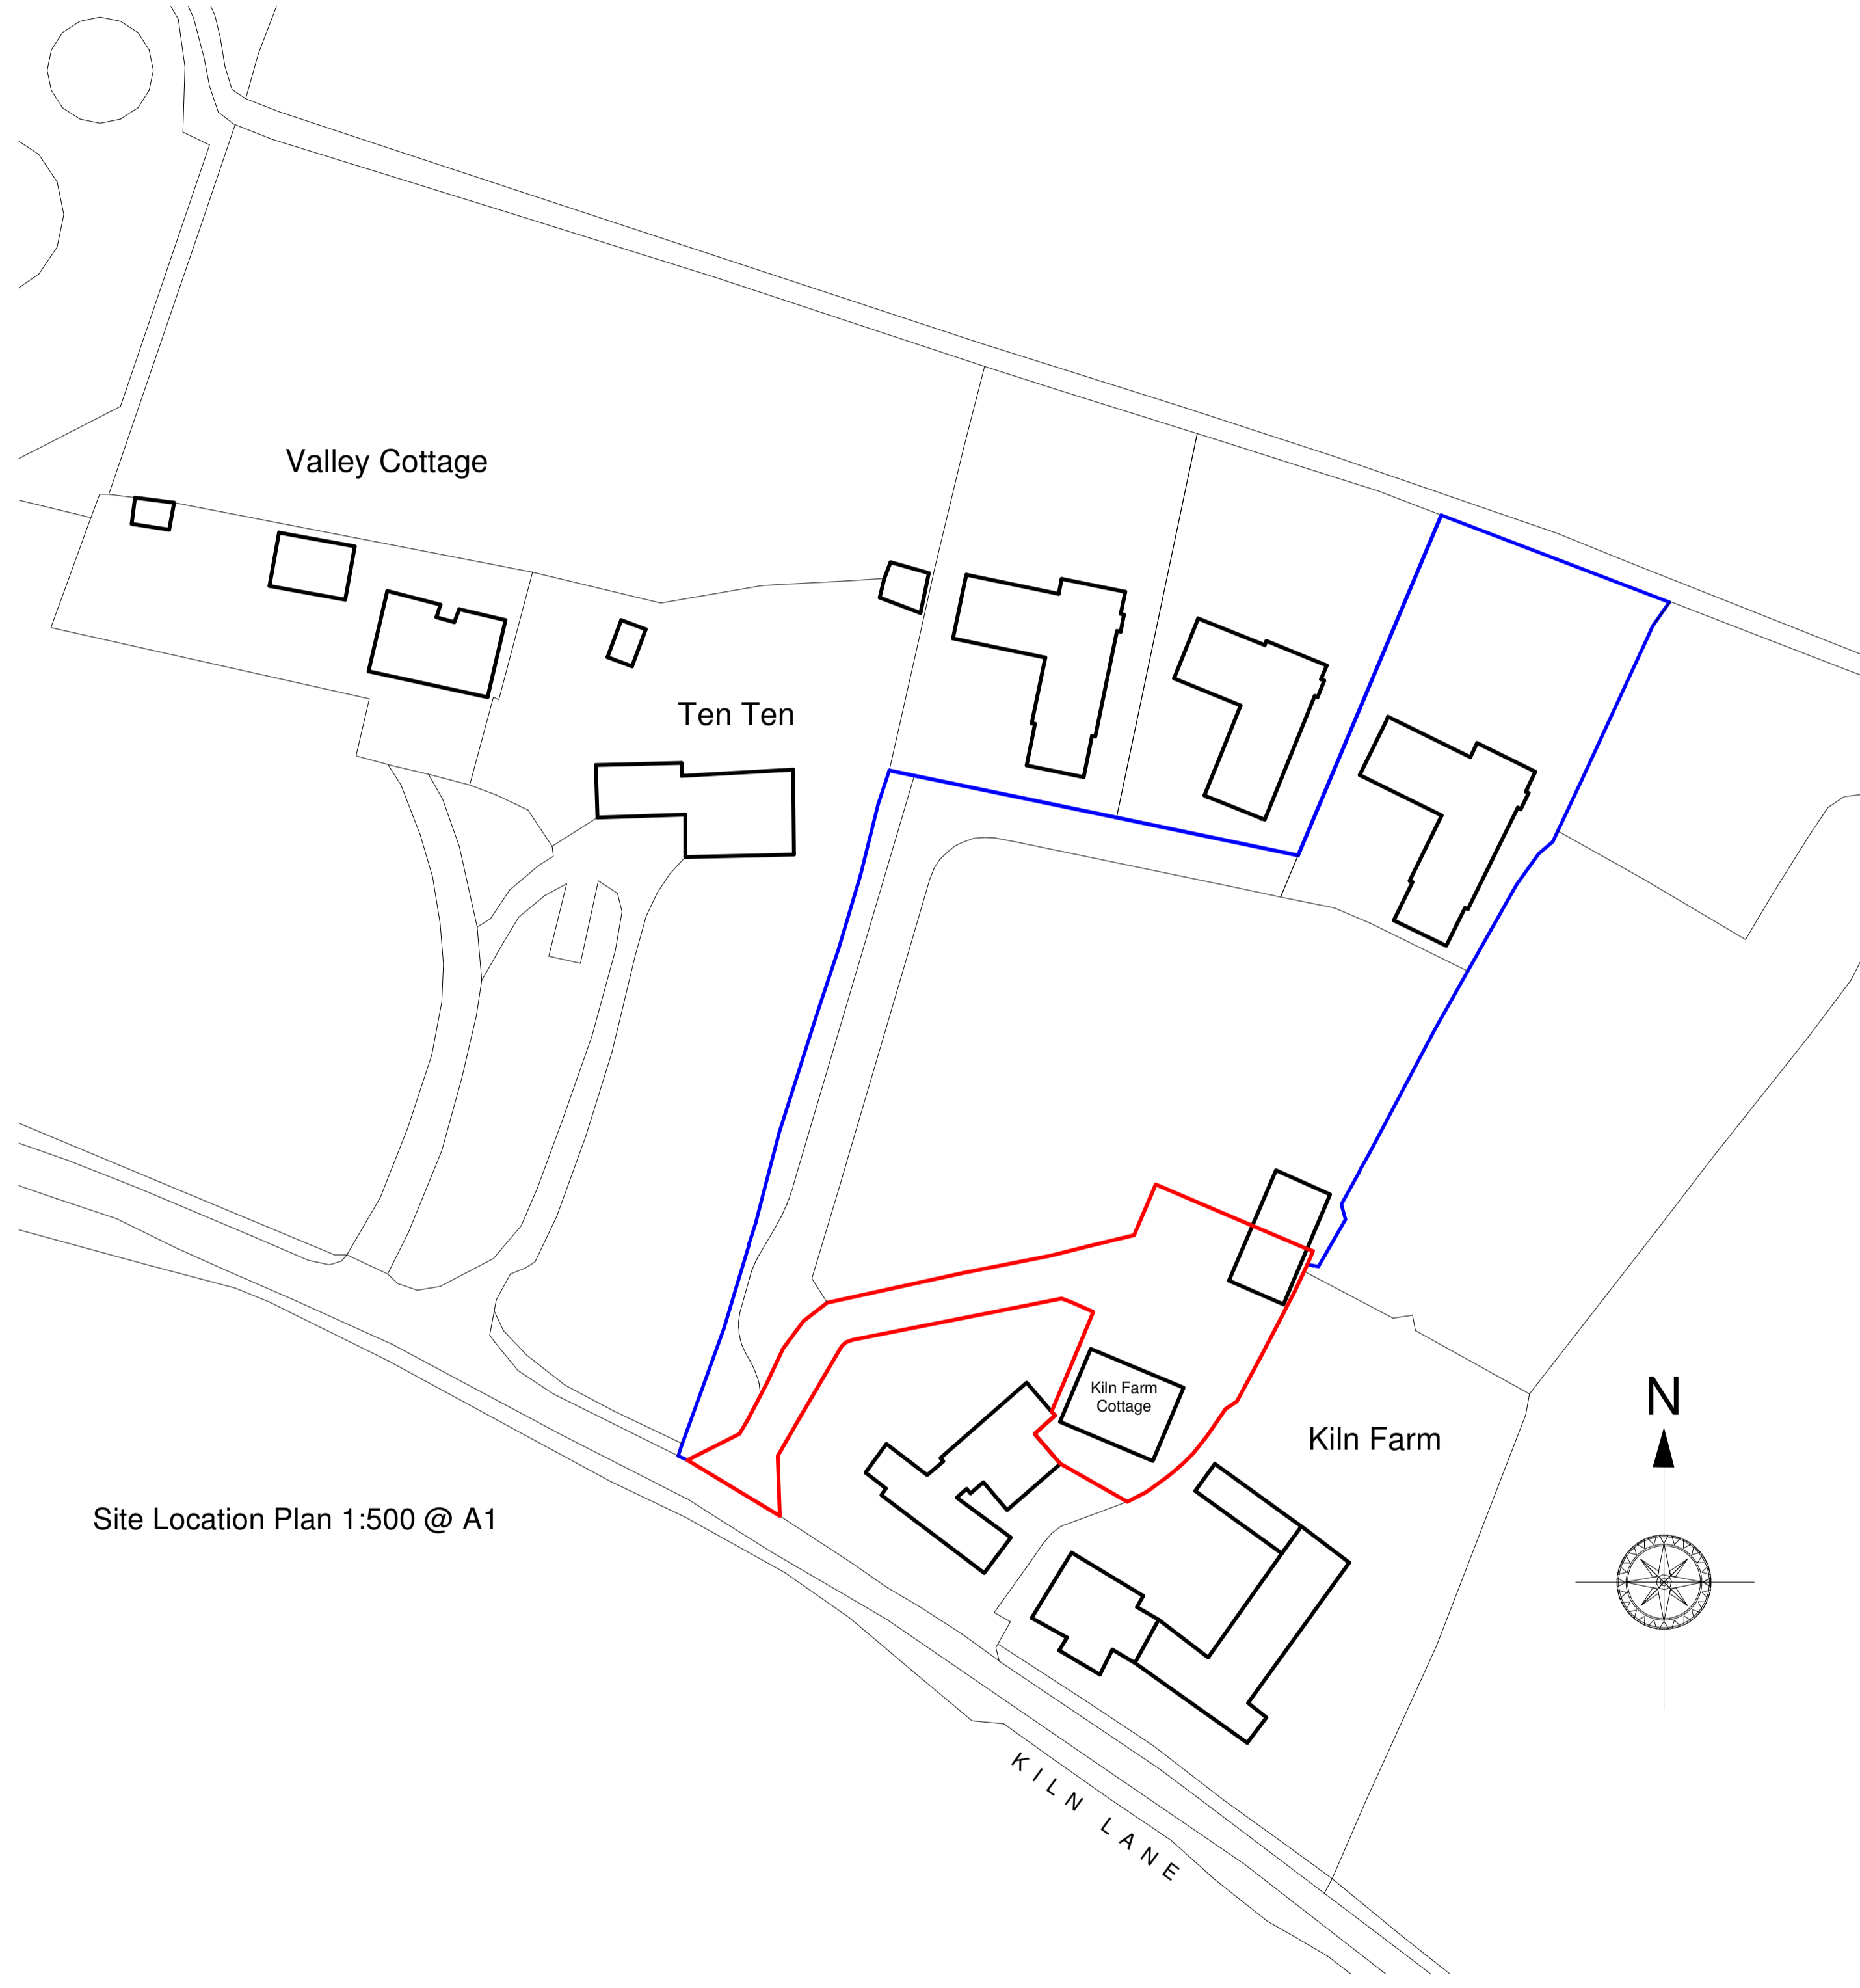 Valley Cottage
Ten Ten
Kiln Farm
Cottage
N
Kiln Farm
Site Location Plan 1:500 @ A1
KILN LANE